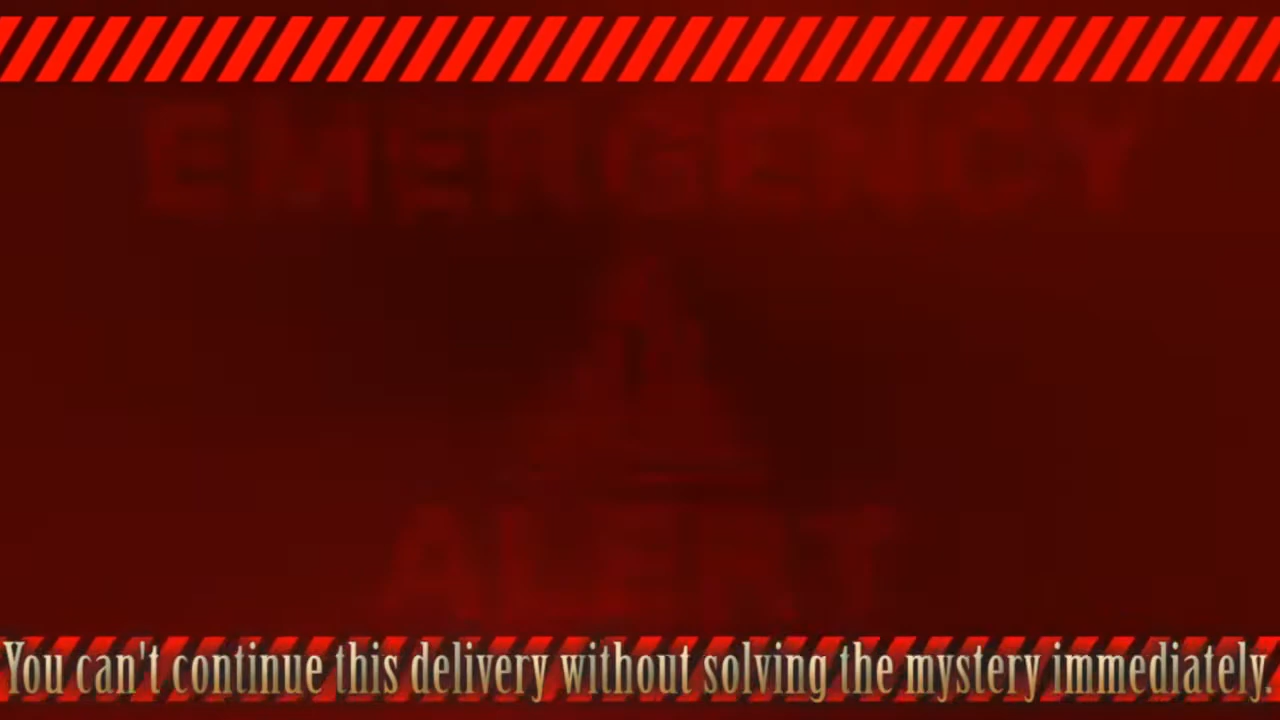 EMERGENCY
ALERT
You can't continue this delivery without solving the mystery immediately.